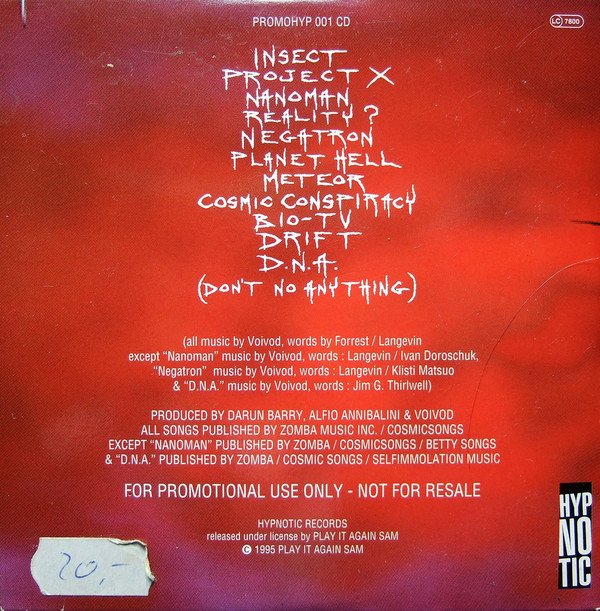 PROMOHYP 001 CD
LC 7800
INSECT
PROJECT X
NANOMAN
REALITY ?
NEGATRON
PLANET HELL
METEOR
COSMIC CONSPIRACY
BIO-TV
DRIFT
D.N.A.
(DON'T NO ANYTHING)
(all music by Voivod, words by Forrest / Langevin
except "Nanoman" music by Voivod, words : Langevin / Ivan Doroschuk,
"Negatron" music by Voivod, words : Langevin / Klisti Matsuo
& "D.N.A." music by Voivod, words : Jim G. Thirlwell)
PRODUCED BY DARUN BARRY, ALFIO ANNIBALINI & VOIVOD
ALL SONGS PUBLISHED BY ZOMBA MUSIC INC. / COSMICSONGS
EXCEPT "NANOMAN" PUBLISHED BY ZOMBA / COSMICSONGS / BETTY SONGS
& "D.N.A." PUBLISHED BY ZOMBA / COSMIC SONGS / SELFIMMOLATION MUSIC
FOR PROMOTIONAL USE ONLY - NOT FOR RESALE
HYPNOTIC RECORDS
released under license by PLAY IT AGAIN SAM
© 1995 PLAY IT AGAIN SAM
HYP
NO
TIC
20,-